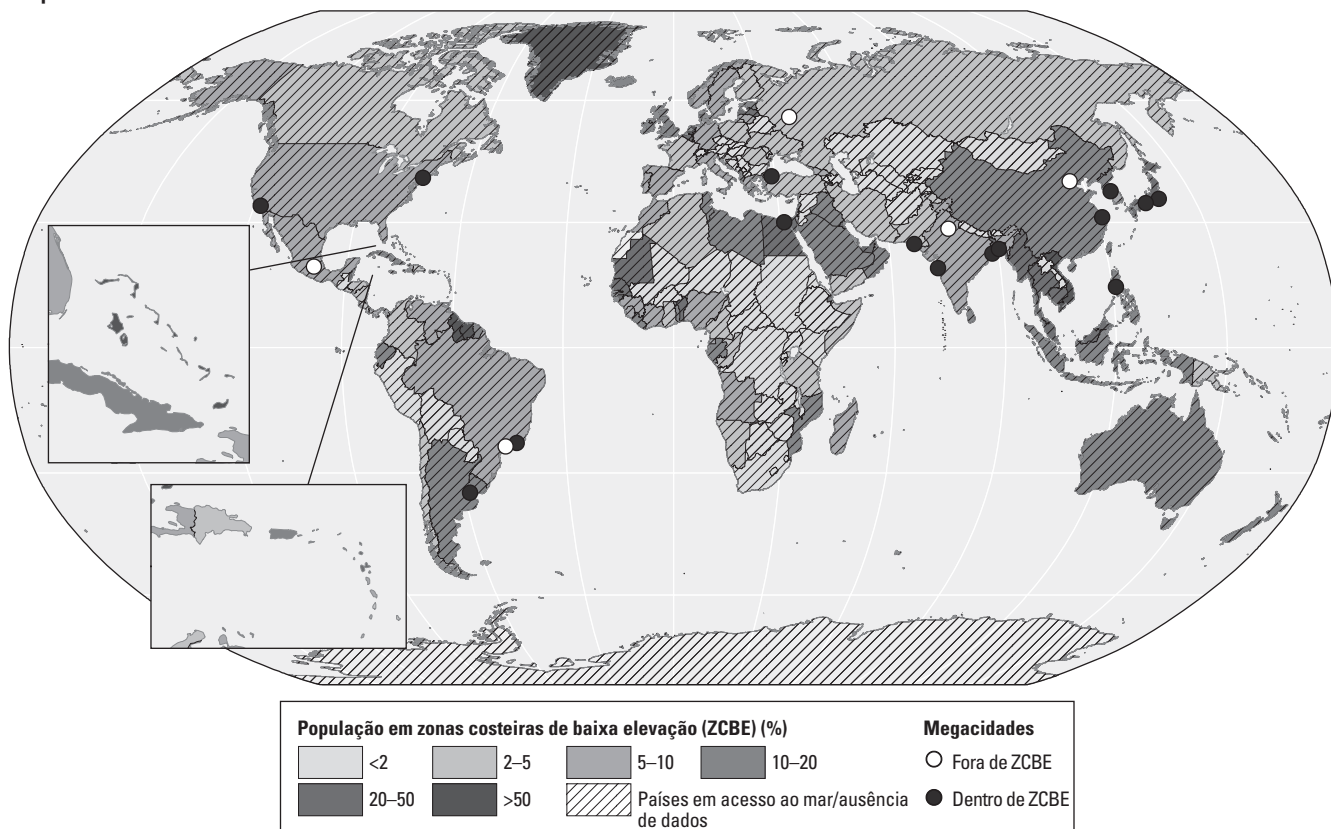 População em zonas costeiras de baixa elevação (ZCBE) (%)
<2
2–5
5–10
10–20
20–50
>50
Países em acesso ao mar/ausência
de dados
Megacidades
Fora de ZCBE
Dentro de ZCBE